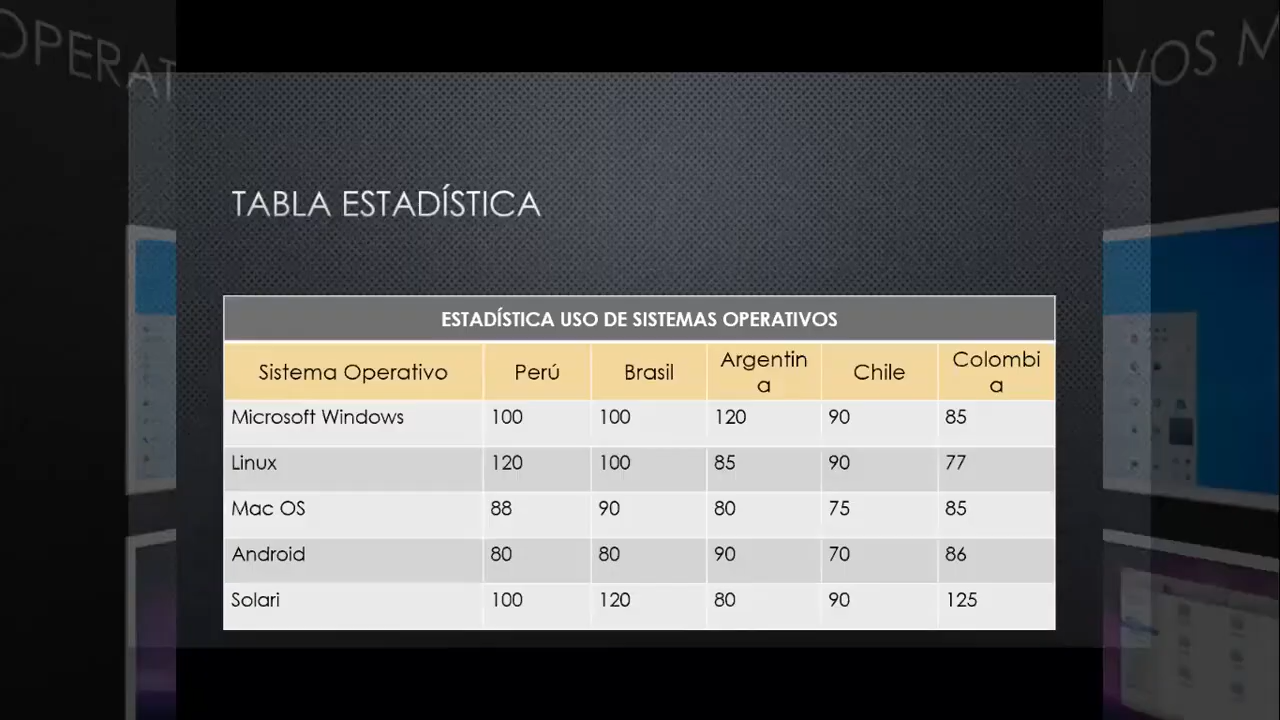 OPERAT
IVOS M
TABLA ESTADÍSTICA
ESTADÍSTICA USO DE SISTEMAS OPERATIVOS
Sistema Operativo Perú Brasil Argentina Chile Colombia
Microsoft Windows 100 100 120 90 85
Linux 120 100 85 90 77
Mac OS 88 90 80 75 85
Android 80 80 90 70 86
Solari 100 120 80 90 125